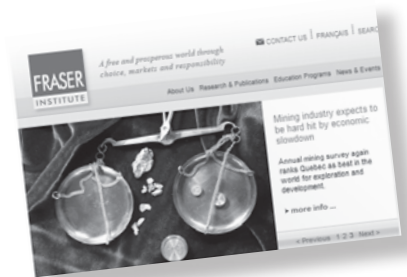 CONTACT US | FRANÇAIS | SEARC
FRASER
INSTITUTE
A free and prosperous world through
choice, markets and responsibility
About Us Research & Publications Education Programs News & Events
Mining industry expects to
be hard hit by economic
slowdown
Annual mining survey again
ranks Quebec as best in the
world for exploration and
development.
> more info ...
< Previous 1 2 3 Next >